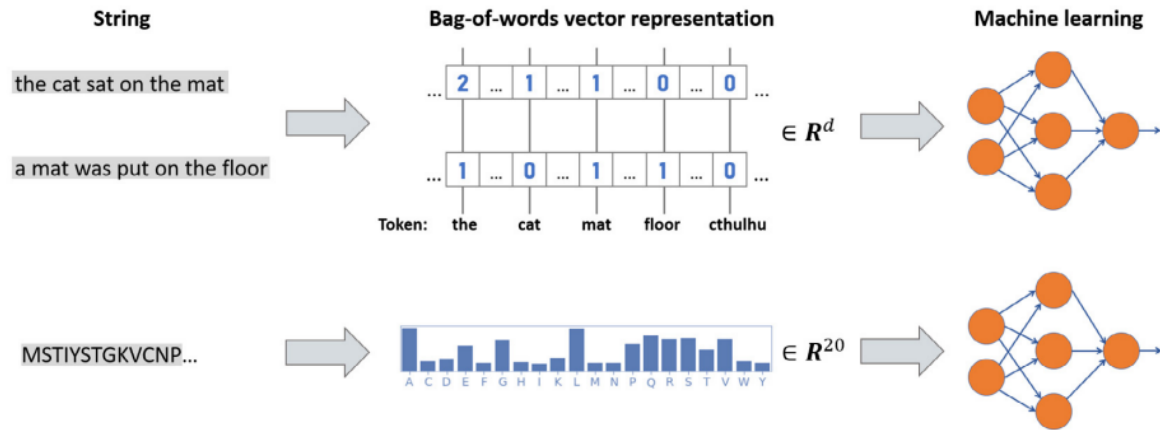 String
Bag-of-words vector representation
Machine learning
the cat sat on the mat
... 2 ... 1 ... 1 ... 0 ... 0 ...
∈ R^d
a mat was put on the floor
... 1 ... 0 ... 1 ... 1 ... 0 ...
Token: the cat mat floor cthulhu
MSTIYSTGKVCNP...
∈ R^20
A C D E F G H I K L M N P Q R S T V W Y